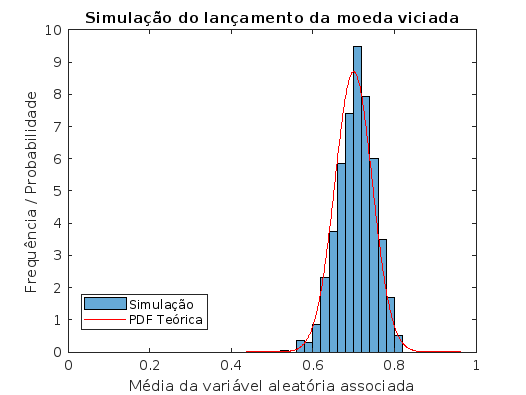 Simulação do lançamento da moeda viciada
10
9
8
7
6
5
4
3
2
1
0
Frequência / Probabilidade
Simulação
PDF Teórica
0 0.2 0.4 0.6 0.8 1
Média da variável aleatória associada